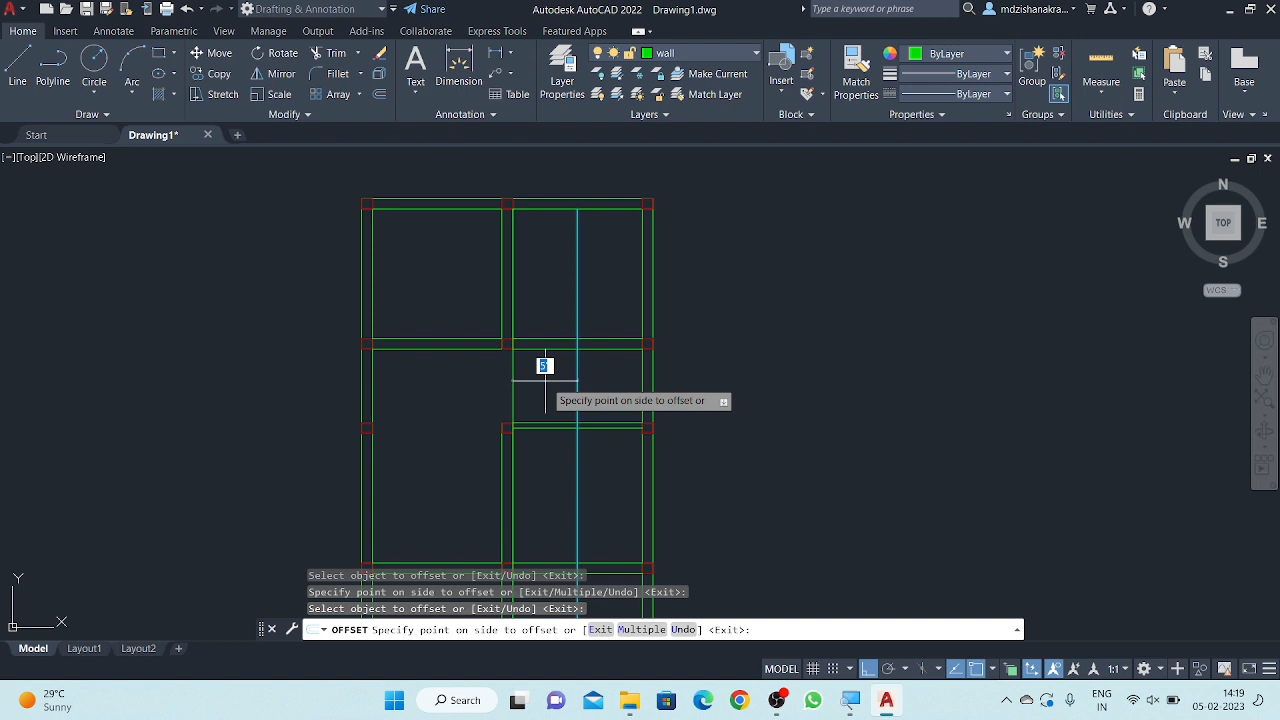 Drafting & Annotation
Share
Autodesk AutoCAD 2022 Drawing1.dwg
Type a keyword or phrase
mdzishanakra...
Home Insert Annotate Parametric View Manage Output Add-ins Collaborate Express Tools Featured Apps
Line
Polyline
Circle
Arc
Move
Rotate
Trim
Copy
Mirror
Fillet
Stretch
Scale
Array
Text
Dimension
Table
Layer
Properties
wall
Make Current
Match Layer
Insert
Match
Properties
ByLayer
ByLayer
ByLayer
Group
Measure
Paste
Base
Draw Modify Annotation Layers Block Properties Groups Utilities Clipboard View
Start
Drawing1*
[−][Top][2D Wireframe]
N
W TOP E
S
WCS
5
Specify point on side to offset or
Y
X
Select object to offset or [Exit/Undo] <Exit>:
Specify point on side to offset or [Exit/Multiple/Undo] <Exit>:
Select object to offset or [Exit/Undo] <Exit>:
OFFSET Specify point on side to offset or [Exit Multiple Undo] <Exit>:
Model Layout1 Layout2
MODEL
1:1
29°C
Sunny
Search
ENG
IN
14:19
05-02-2023